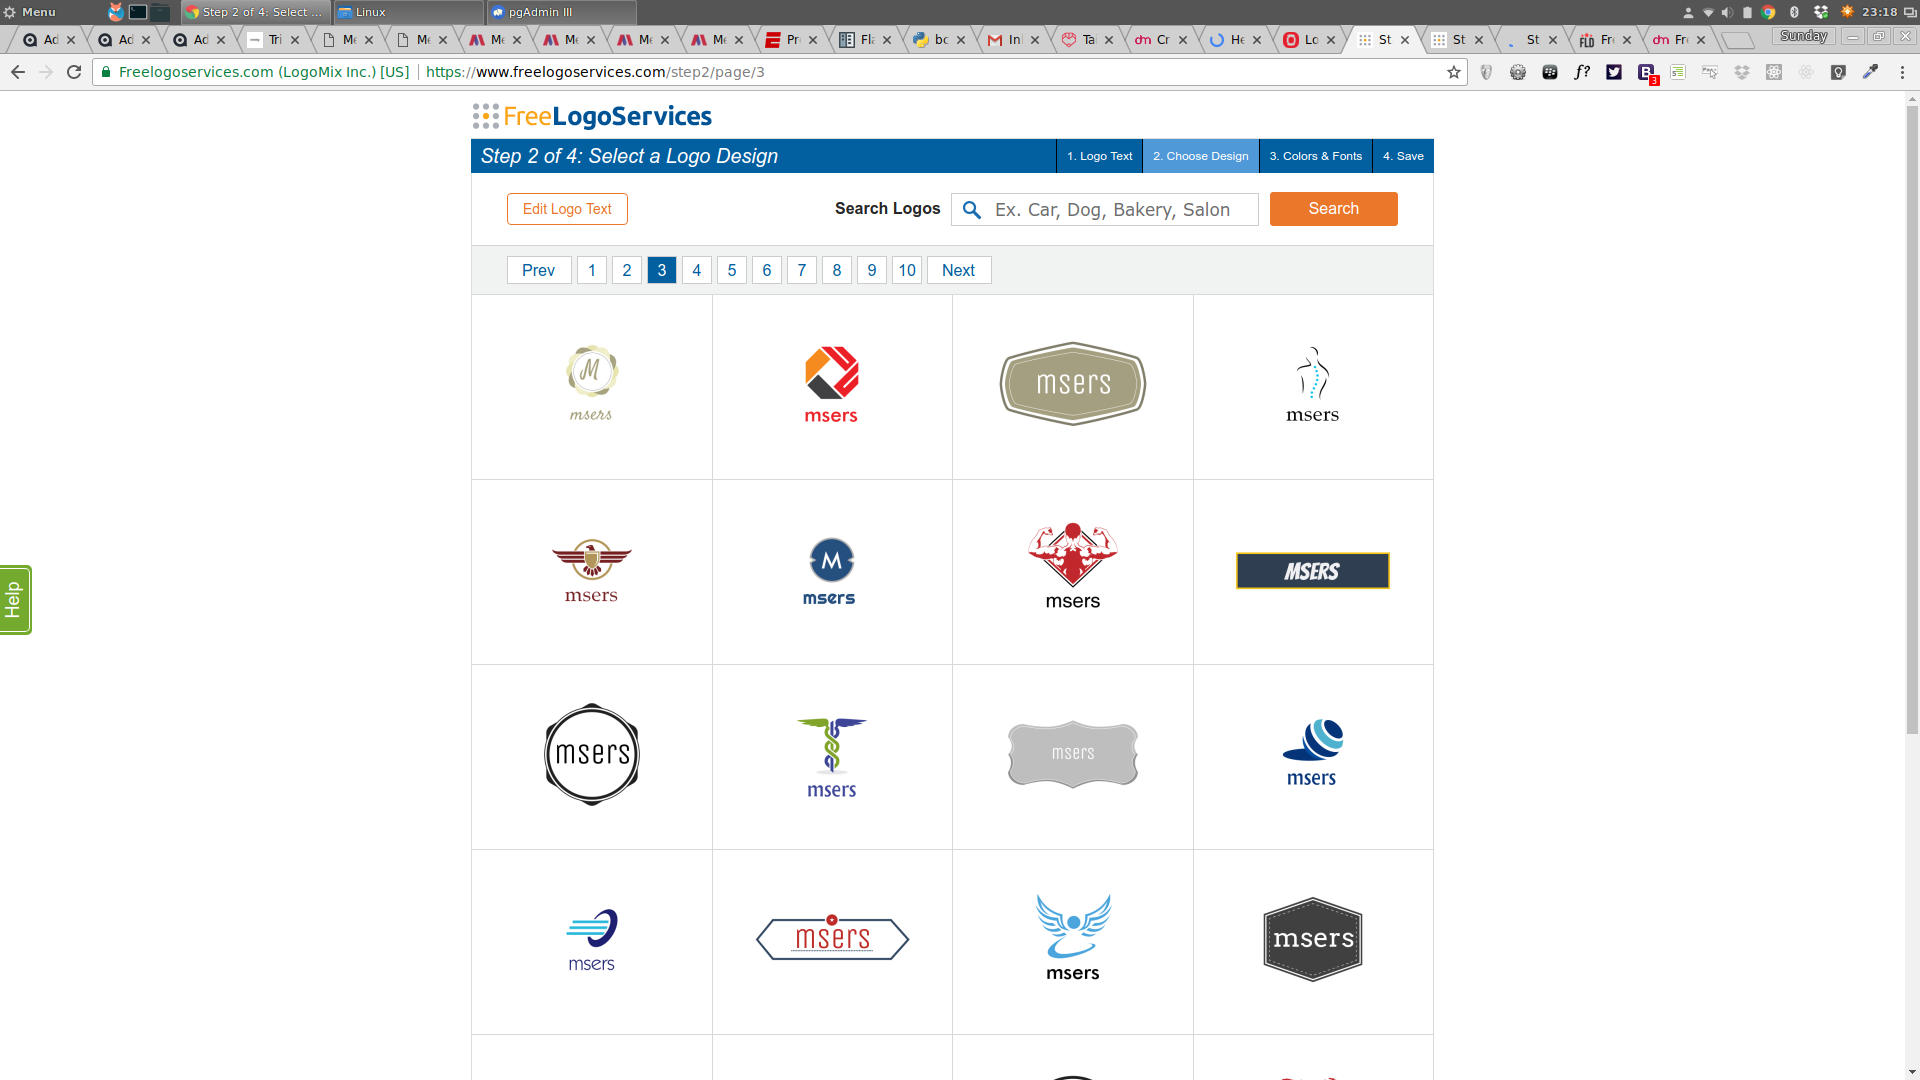 Menu
Step 2 of 4: Select ...
Linux
pgAdmin III
23:18
Ad
Ad
Ad
Tri
Me
Me
Me
Me
Me
Me
Pr
Fla
bc
In
Tai
Cr
He
Lo
St
St
St
Fr
Fr
Sunday
Freelogoservices.com (LogoMix Inc.) [US]
https://www.freelogoservices.com/step2/page/3
f?
3
FreeLogoServices
Step 2 of 4: Select a Logo Design
1. Logo Text
2. Choose Design
3. Colors & Fonts
4. Save
Edit Logo Text
Search Logos
Ex. Car, Dog, Bakery, Salon
Search
Prev 1 2 3 4 5 6 7 8 9 10 Next
M
msers
msers
msers
msers
msers
M
msers
msers
MSERS
msers
msers
msers
msers
msers
msers
msers
msers
Help